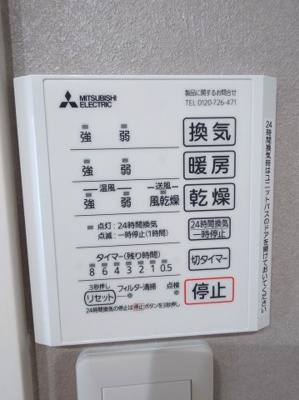 MITSUBISHI
ELECTRIC
製品に関するお問合せ
TEL 0120-726-471
強 弱 換気
強 弱 暖房
温風 送風
強 弱 風乾燥 乾燥
点灯:24時間換気
点滅:一時停止(1時間)
24時間換気
一時停止
タイマー(残り時間)
8 6 4 3 2 1 0.5
切タイマー
3秒押し
リセット フィルター清掃 点検
停止
24時間換気の停止は停止ボタンを3秒押し
24時間換気時はユニットバスのドアを開けておいてください